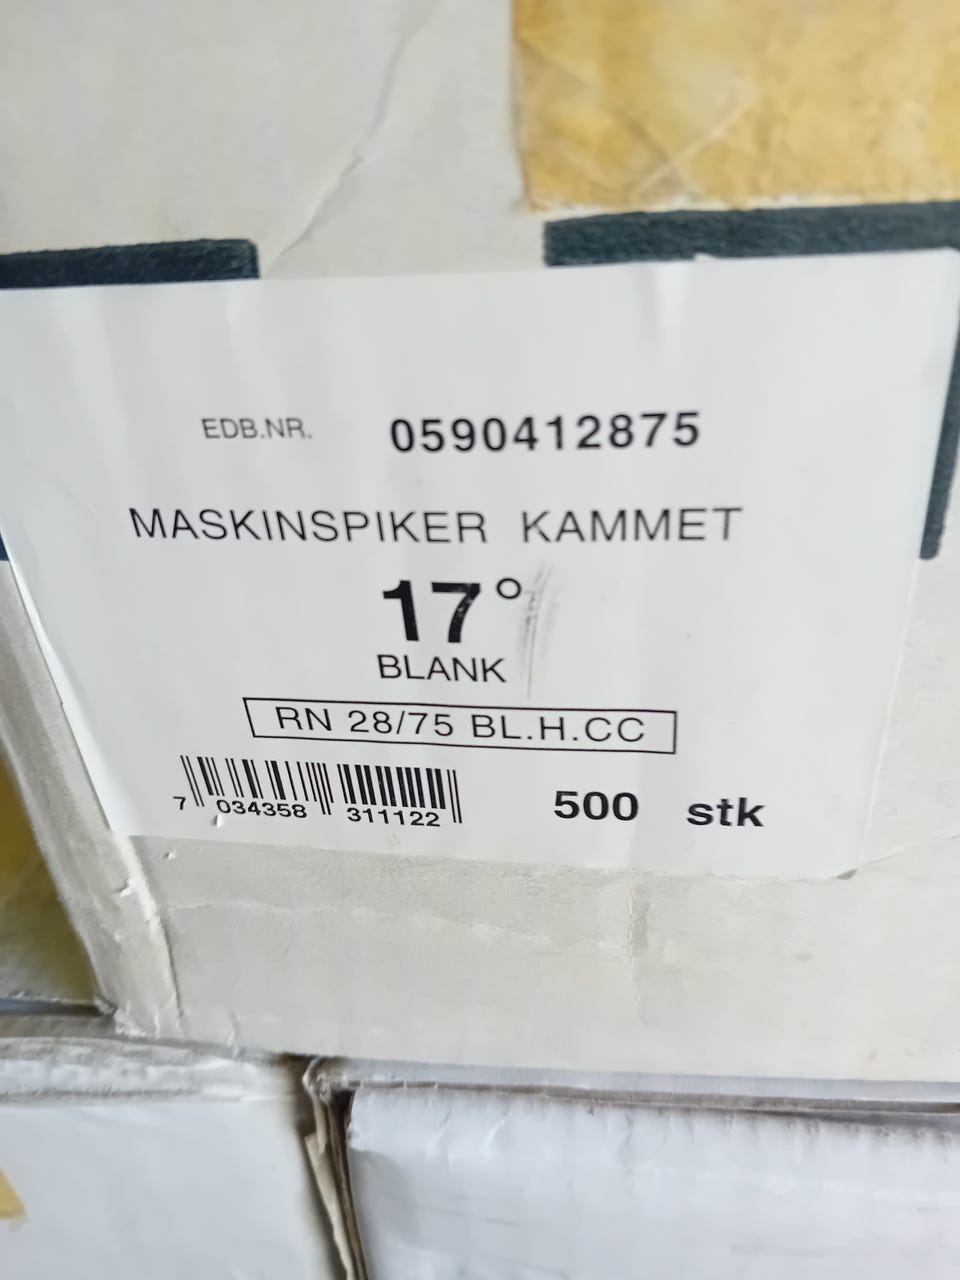 EDB.NR. 0590412875
MASKINSPIKER KAMMET
17°
BLANK
RN 28/75 BL.H.CC
7 034358 311122 500 stk